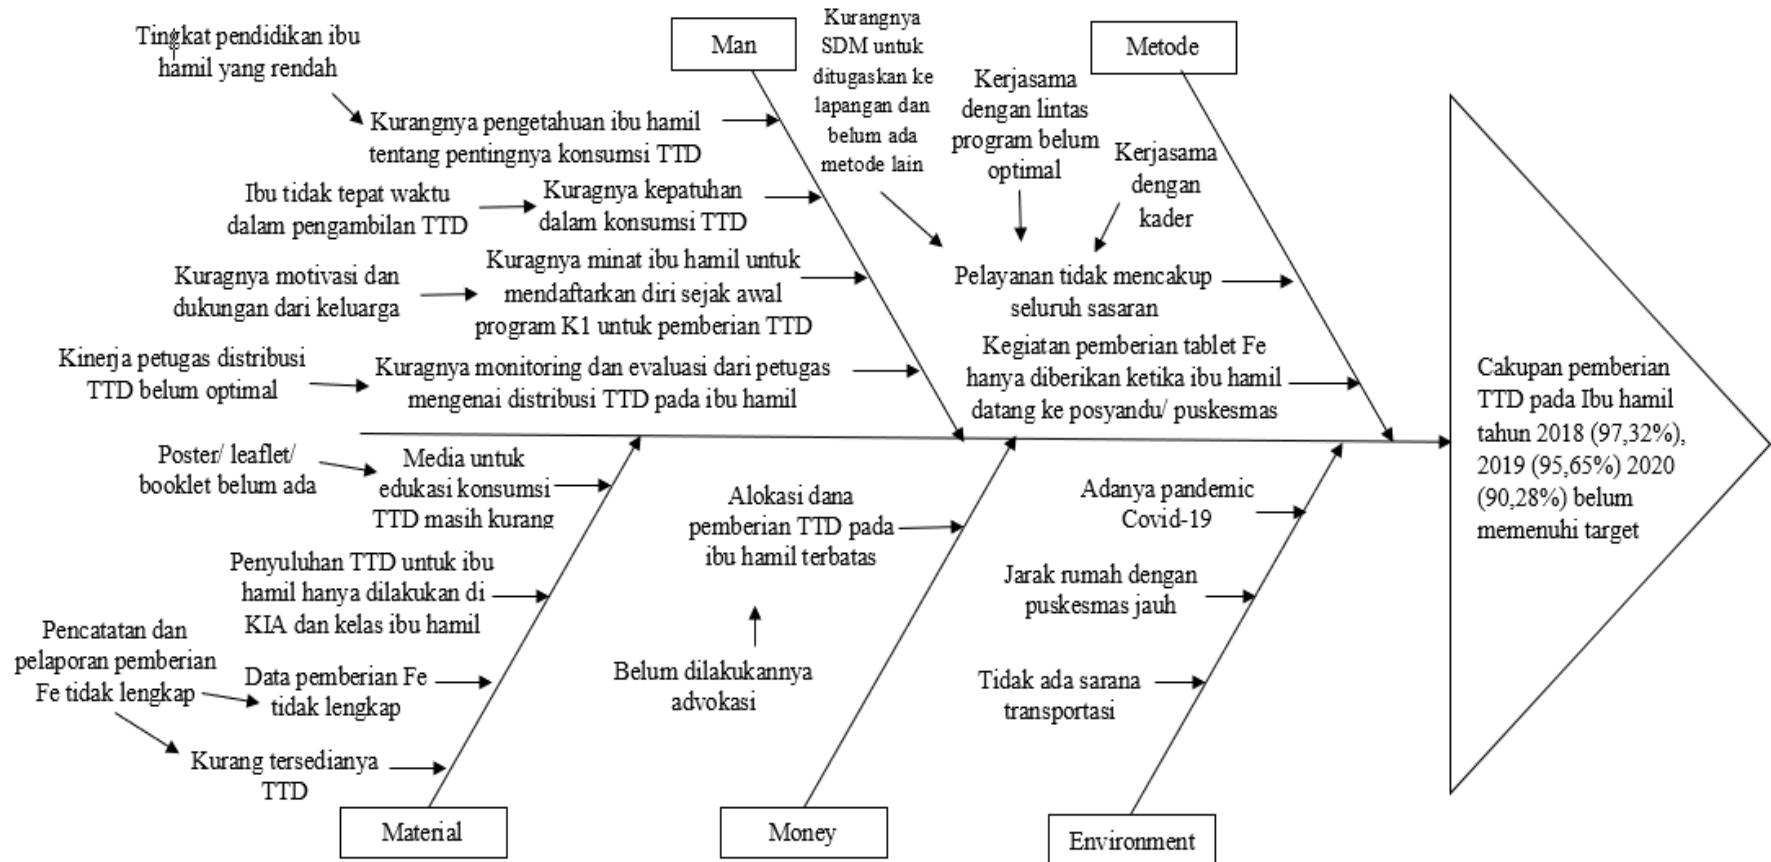 Tingkat pendidikan ibu
hamil yang rendah
Man
Kurangnya
SDM untuk
ditugaskan ke
lapangan dan
belum ada
metode lain
Kerjasama
dengan lintas
program belum
optimal
Metode
Kerjasama
dengan
kader
Kurangnya pengetahuan ibu hamil
tentang pentingnya konsumsi TTD
Ibu tidak tepat waktu
dalam pengambilan TTD
Kuragnya kepatuhan
dalam konsumsi TTD
Kuragnya motivasi dan
dukungan dari keluarga
Kuragnya minat ibu hamil untuk
mendaftarkan diri sejak awal
program K1 untuk pemberian TTD
Pelayanan tidak mencakup
seluruh sasaran
Kinerja petugas distribusi
TTD belum optimal
Kuragnya monitoring dan evaluasi dari petugas
mengenai distribusi TTD pada ibu hamil
Kegiatan pemberian tablet Fe
hanya diberikan ketika ibu hamil
datang ke posyandu/ puskesmas
Cakupan pemberian
TTD pada Ibu hamil
tahun 2018 (97,32%),
2019 (95,65%) 2020
(90,28%) belum
memenuhi target
Poster/ leaflet/
booklet belum ada
Media untuk
edukasi konsumsi
TTD masih kurang
Alokasi dana
pemberian TTD pada
ibu hamil terbatas
Adanya pandemic
Covid-19
Penyuluhan TTD untuk ibu
hamil hanya dilakukan di
KIA dan kelas ibu hamil
Jarak rumah dengan
puskesmas jauh
Pencatatan dan
pelaporan pemberian
Fe tidak lengkap
Data pemberian Fe
tidak lengkap
Belum dilakukannya
advokasi
Tidak ada sarana
transportasi
Kurang tersedianya
TTD
Material
Money
Environment